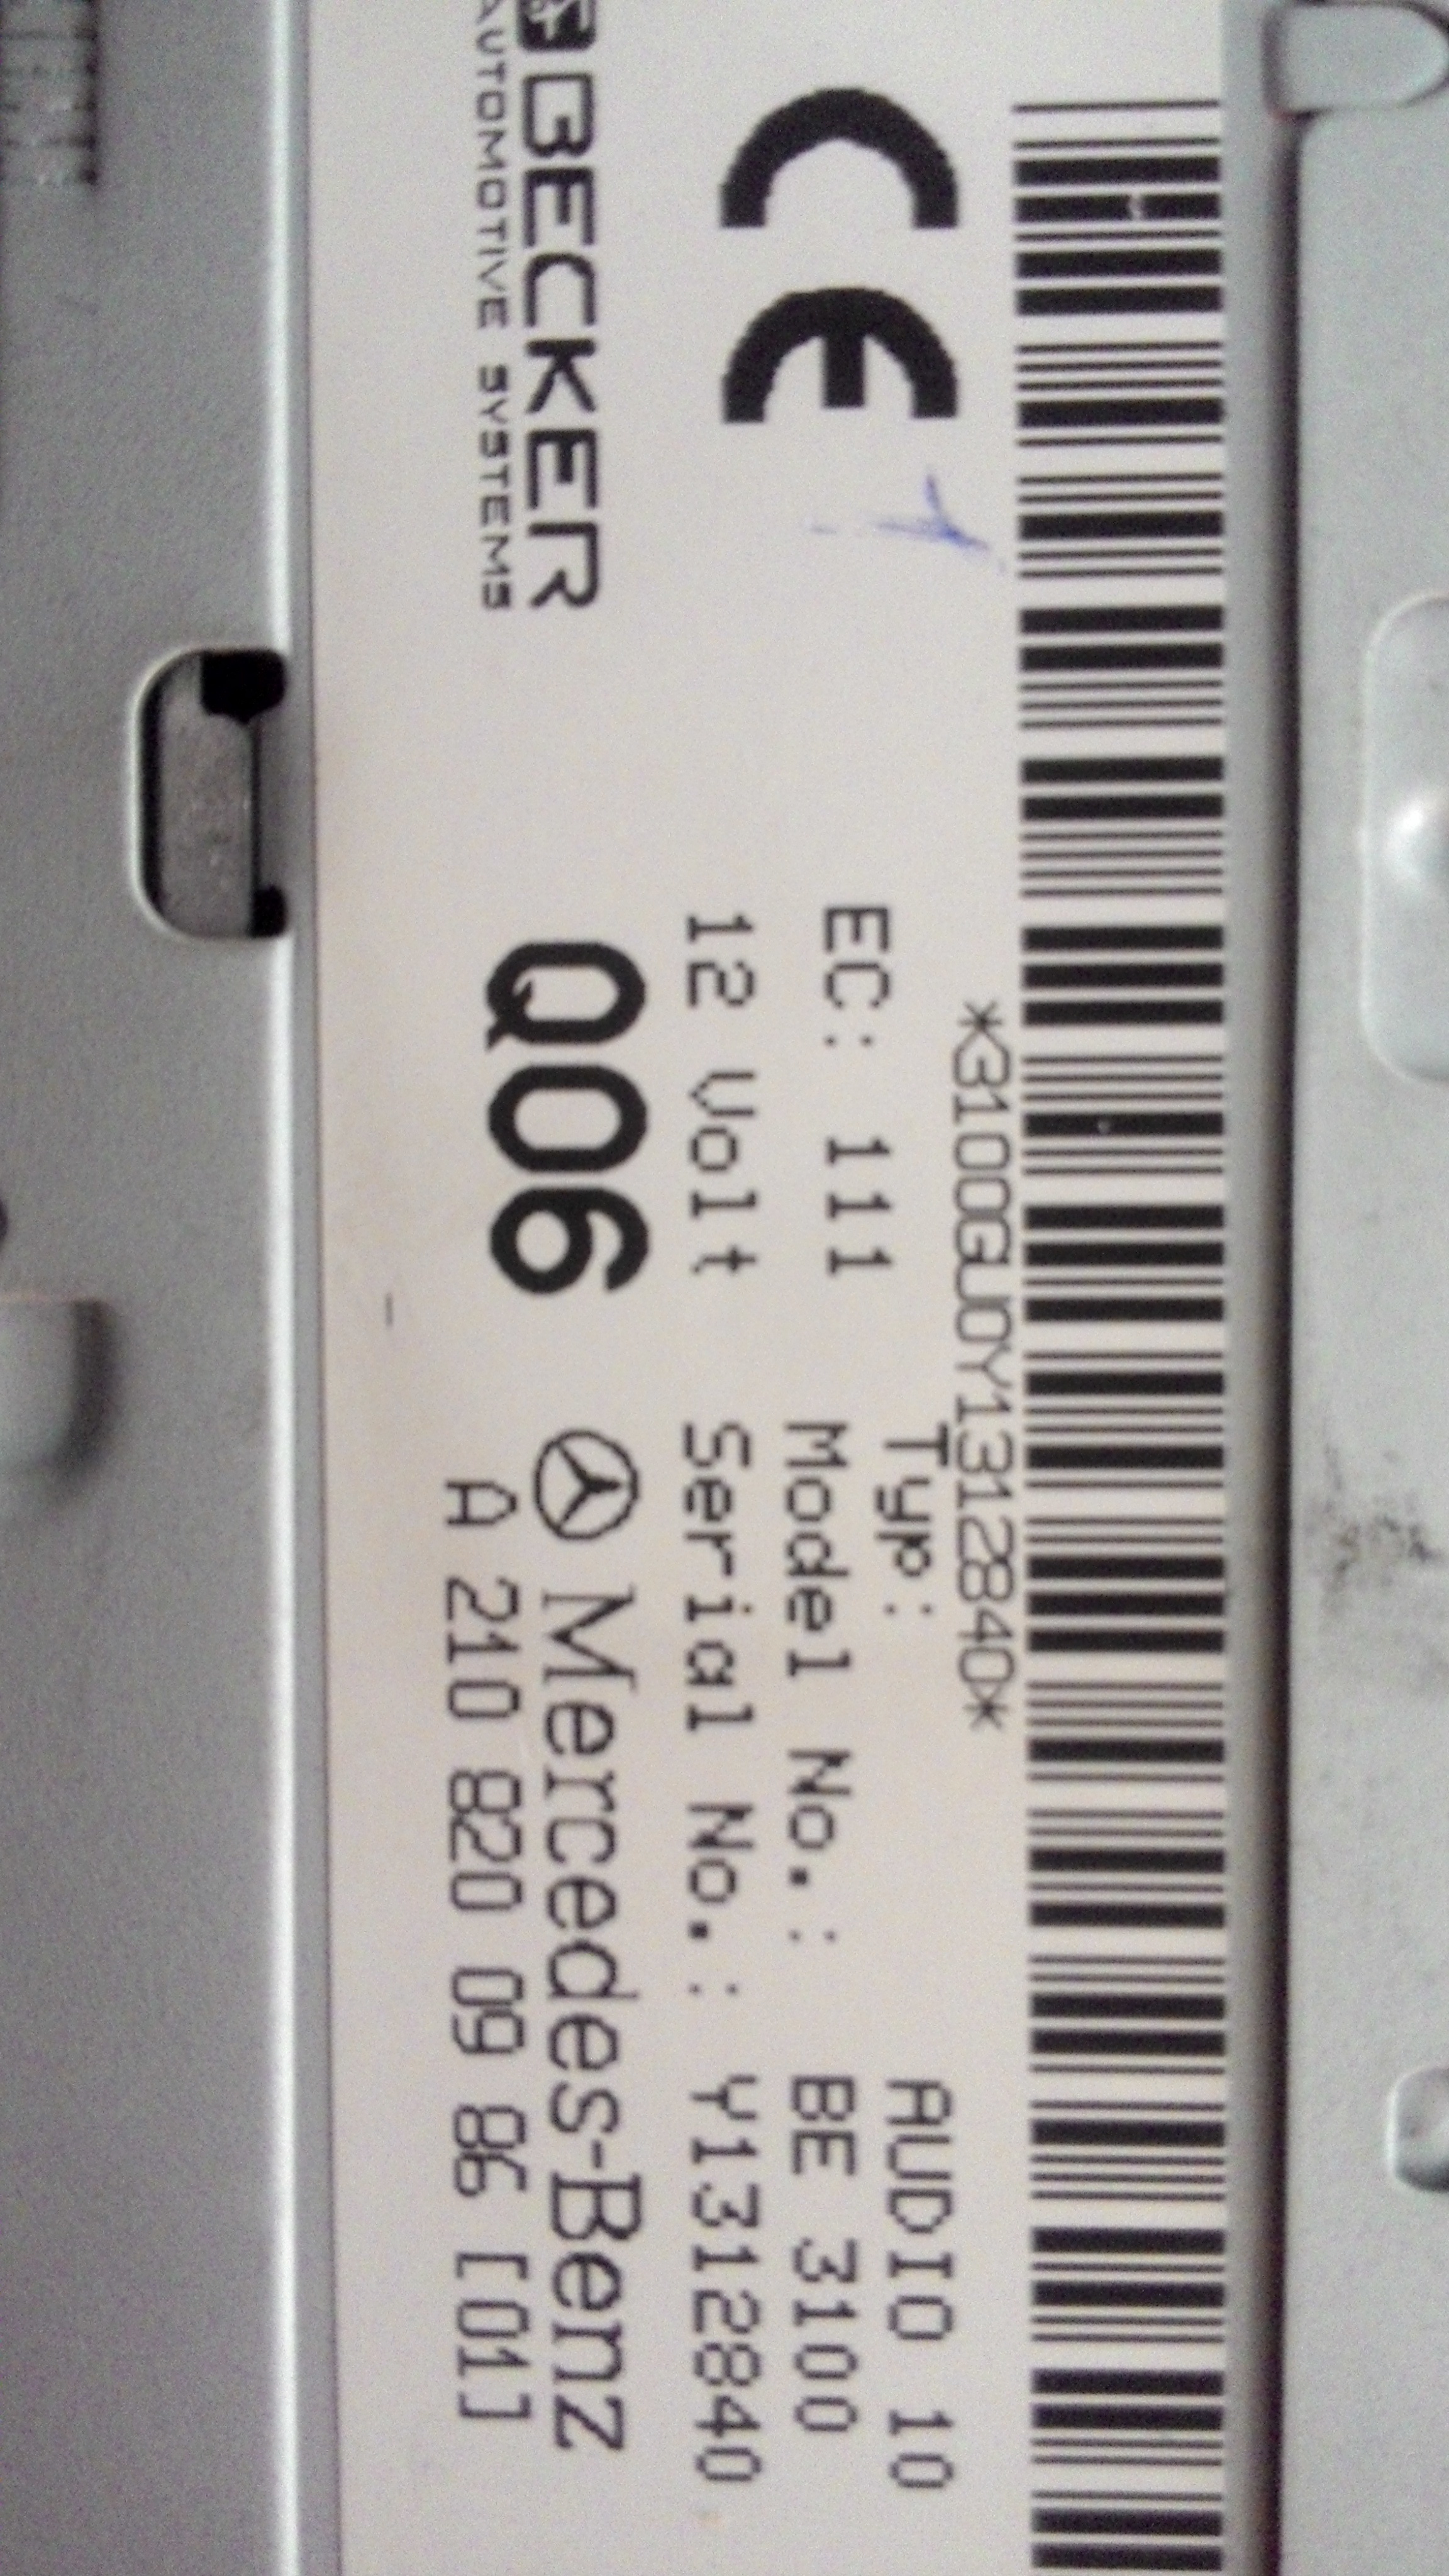 *31000GWOY1312840*
Typ: AUDIO 10
EC: 111
Model No.: BE 3100
12 Volt
Serial No.: Y1312840
BECKER
AUTOMOTIVE SYSTEMS
Q06
Mercedes-Benz
A 210 820 09 86 [01]
CE